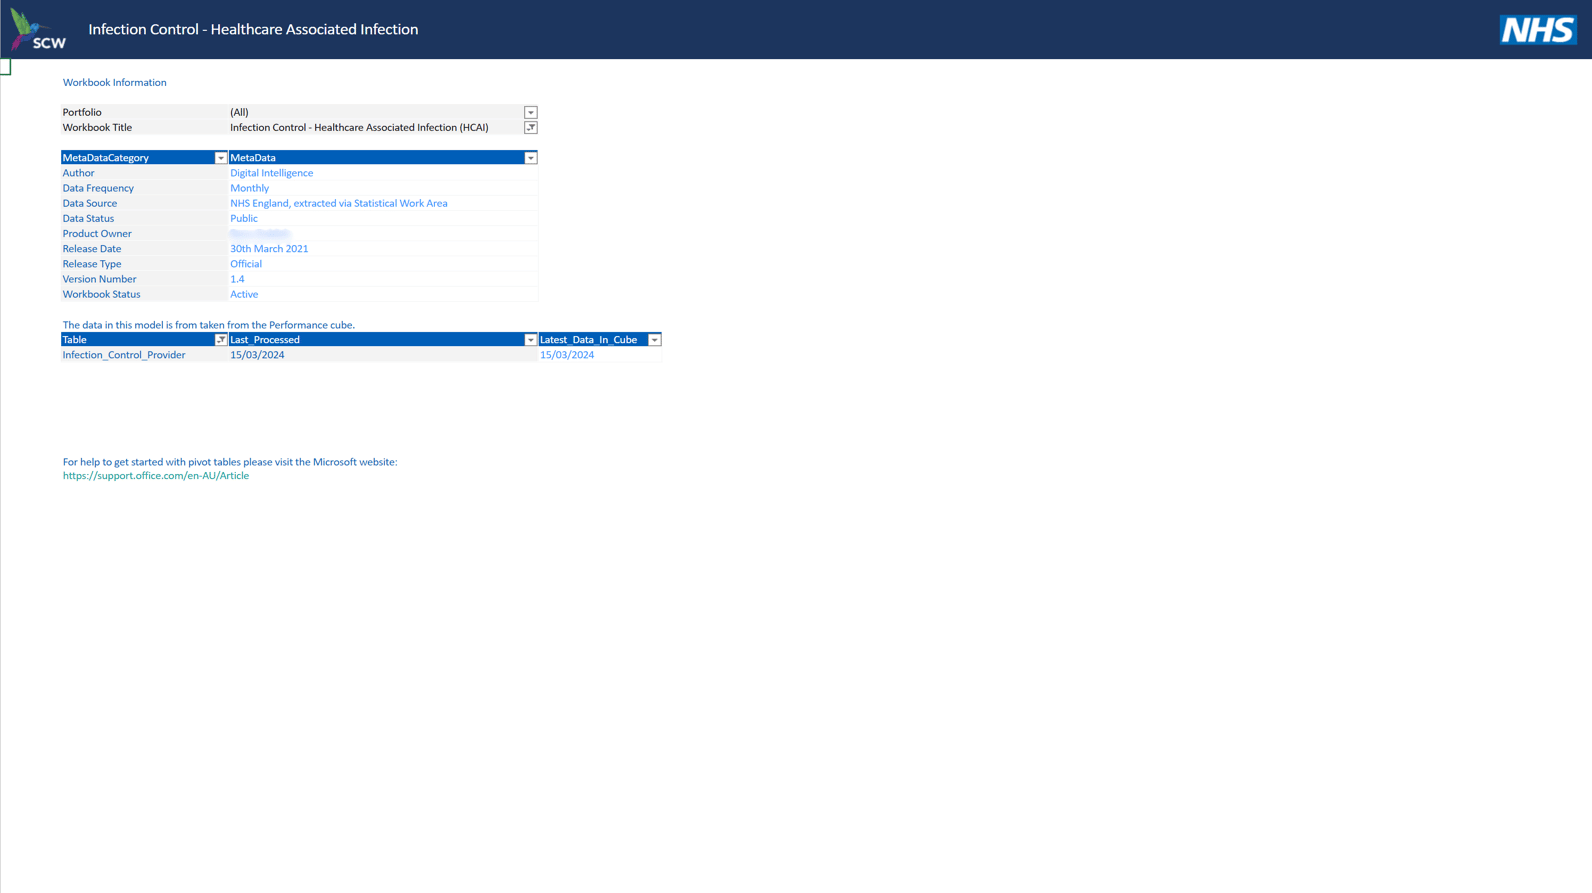 SCW
Infection Control - Healthcare Associated Infection
NHS
Workbook Information
Portfolio (All)
Workbook Title Infection Control - Healthcare Associated Infection (HCAI)
MetaDataCategory MetaData
Author Digital Intelligence
Data Frequency Monthly
Data Source NHS England, extracted via Statistical Work Area
Data Status Public
Product Owner
Release Date 30th March 2021
Release Type Official
Version Number 1.4
Workbook Status Active
The data in this model is from taken from the Performance cube.
Table Last_Processed Latest_Data_In_Cube
Infection_Control_Provider 15/03/2024 15/03/2024
For help to get started with pivot tables please visit the Microsoft website:
https://support.office.com/en-AU/Article